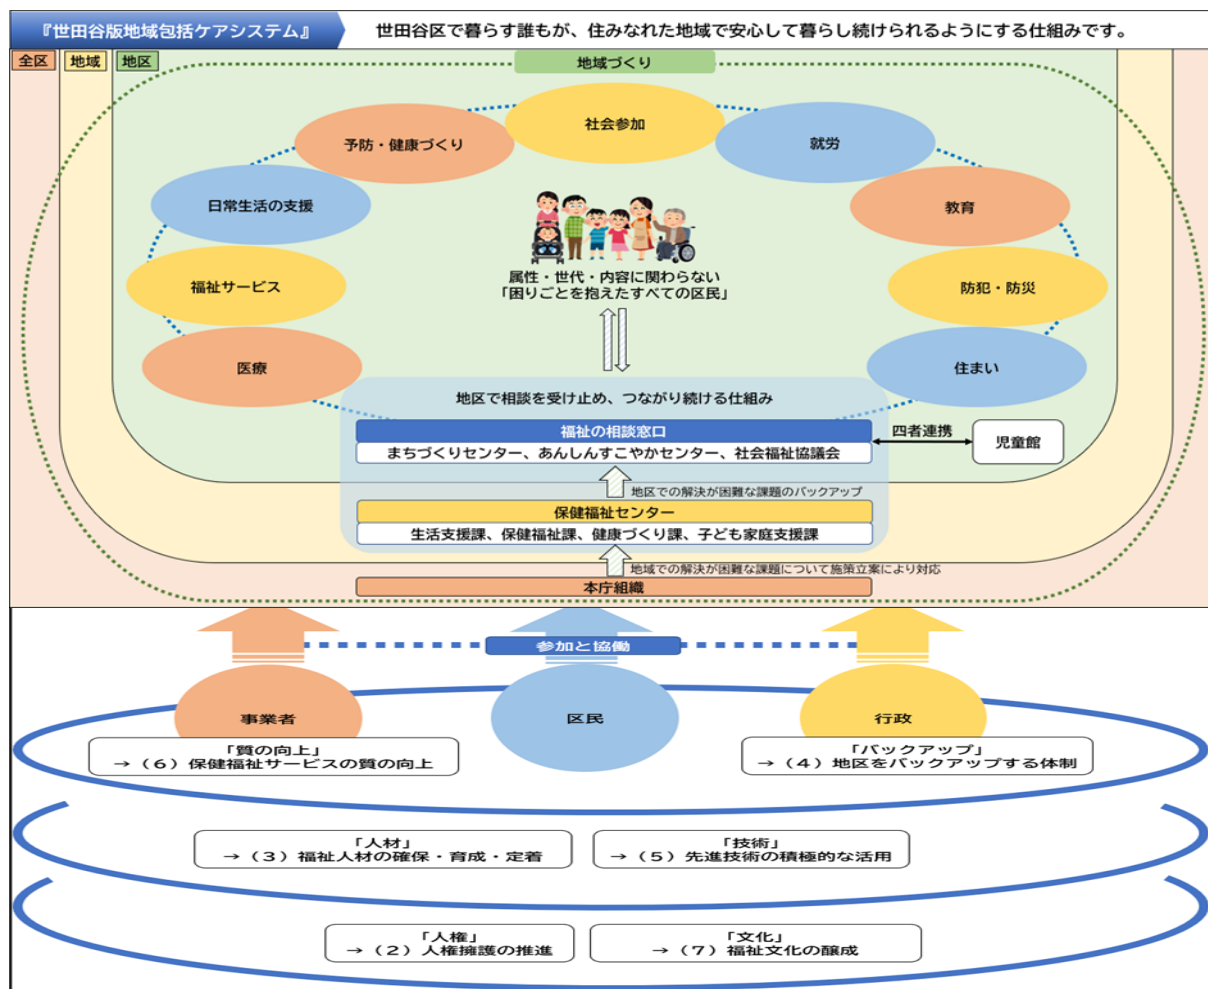 『世田谷版地域包括ケアシステム』
世田谷区で暮らす誰もが、住みなれた地域で安心して暮らし続けられるようにする仕組みです。
全区
地域
地区
地域づくり
社会参加
予防・健康づくり
就労
日常生活の支援
教育
福祉サービス
防犯・防災
医療
住まい
属性・世代・内容に関わらない
「困りごとを抱えたすべての区民」
地区で相談を受け止め、つながり続ける仕組み
福祉の相談窓口
まちづくりセンター、あんしんすこやかセンター、社会福祉協議会
四者連携
児童館
地区での解決が困難な課題のバックアップ
保健福祉センター
生活支援課、保健福祉課、健康づくり課、子ども家庭支援課
地域での解決が困難な課題について施策立案により対応
本庁組織
参加と協働
事業者
区民
行政
「質の向上」
→（6）保健福祉サービスの質の向上
「バックアップ」
→（4）地区をバックアップする体制
「人材」
→（3）福祉人材の確保・育成・定着
「技術」
→（5）先進技術の積極的な活用
「人権」
→（2）人権擁護の推進
「文化」
→（7）福祉文化の醸成